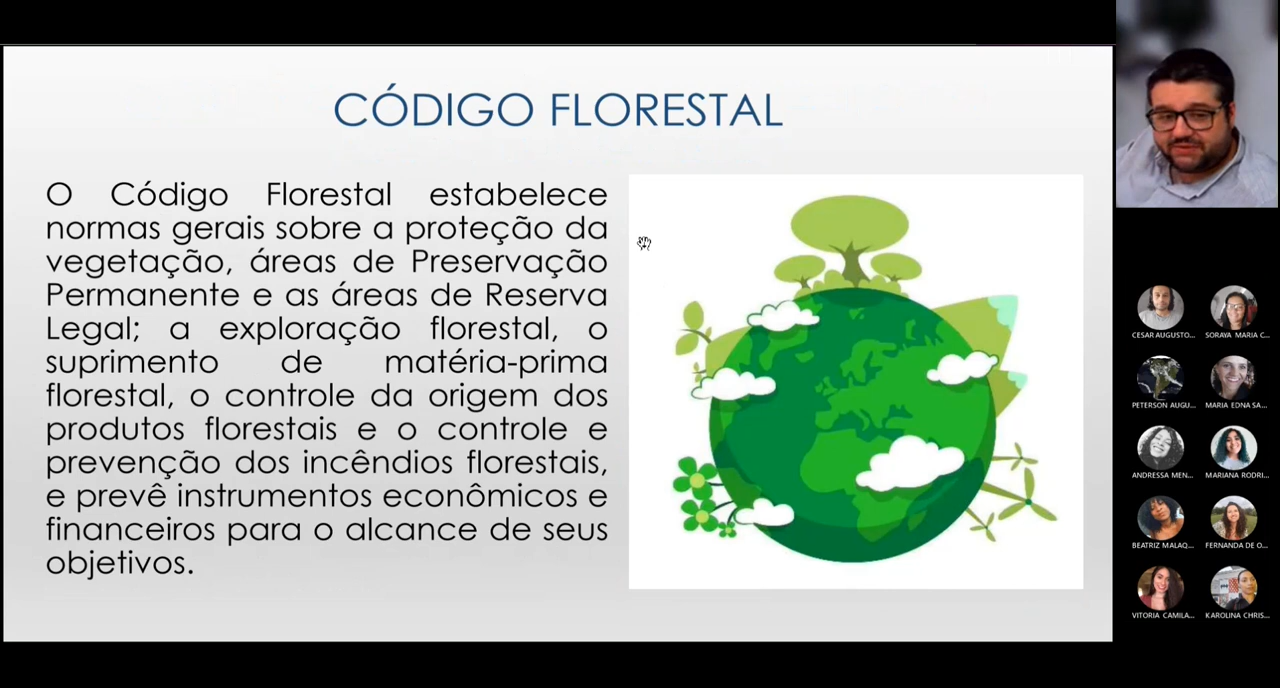 CÓDIGO FLORESTAL
O Código Florestal estabelece
normas gerais sobre a proteção da
vegetação, áreas de Preservação
Permanente e as áreas de Reserva
Legal; a exploração florestal, o
suprimento de matéria-prima
florestal, o controle da origem dos
produtos florestais e o controle e
prevenção dos incêndios florestais,
e prevê instrumentos econômicos e
financeiros para o alcance de seus
objetivos.
CESAR AUGUSTO...
SORAYA MARIA C...
PETERSON AUGU...
MARIA EDNA SA...
ANDRESSA MEN...
MARIANA RODRI...
BEATRIZ MALAQ...
FERNANDA DE O...
VITORIA CAMILA...
KAROLINA CHRIS...